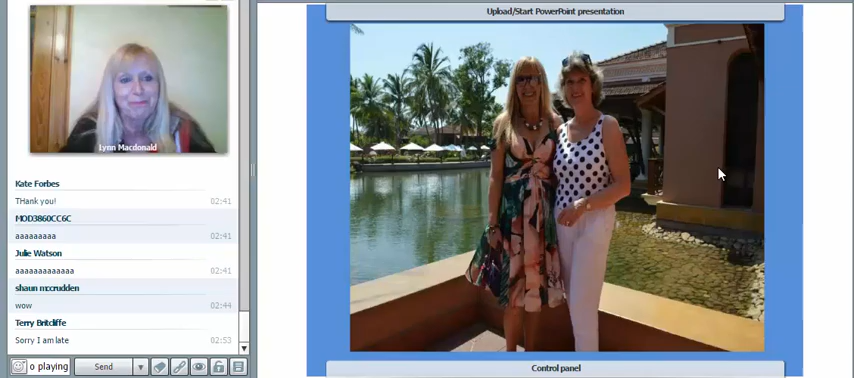 Upload/Start PowerPoint presentation
Lynn Macdonald
Kate Forbes
THank you! 02:41
MOD3860CC6C
aaaaaaaaa 02:41
Julie Watson
aaaaaaaaaaaaa 02:41
shaun mccrudden
wow 02:44
Terry Britcliffe
Sorry I am late 02:53
o playing Send
Control panel